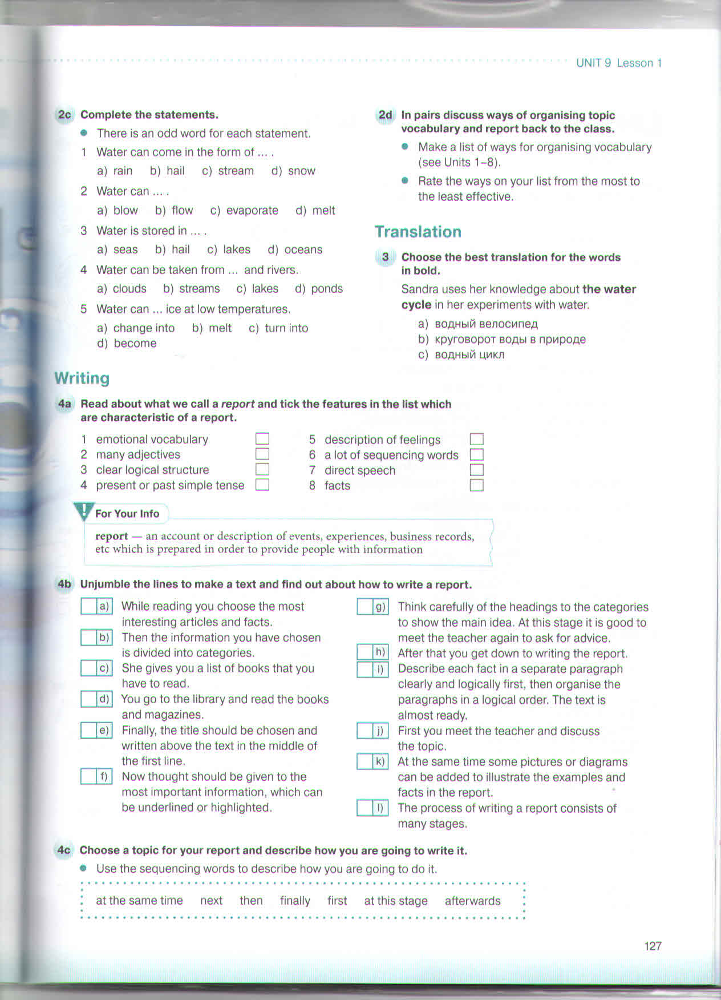 UNIT 9 Lesson 1
2c Complete the statements.
• There is an odd word for each statement.
1 Water can come in the form of ... .
a) rain b) hail c) stream d) snow
2 Water can ... .
a) blow b) flow c) evaporate d) melt
3 Water is stored in ... .
a) seas b) hail c) lakes d) oceans
4 Water can be taken from ... and rivers.
a) clouds b) streams c) lakes d) ponds
5 Water can ... ice at low temperatures.
a) change into b) melt c) turn into
d) become
2d In pairs discuss ways of organising topic
vocabulary and report back to the class.
• Make a list of ways for organising vocabulary
(see Units 1–8).
• Rate the ways on your list from the most to
the least effective.
Translation
3 Choose the best translation for the words
in bold.
Sandra uses her knowledge about the water
cycle in her experiments with water.
a) водный велосипед
b) круговорот воды в природе
c) водный цикл
Writing
4a Read about what we call a report and tick the features in the list which
are characteristic of a report.
1 emotional vocabulary
2 many adjectives
3 clear logical structure
4 present or past simple tense
5 description of feelings
6 a lot of sequencing words
7 direct speech
8 facts
! For Your Info
report — an account or description of events, experiences, business records,
etc which is prepared in order to provide people with information
4b Unjumble the lines to make a text and find out about how to write a report.
a) While reading you choose the most
interesting articles and facts.
b) Then the information you have chosen
is divided into categories.
c) She gives you a list of books that you
have to read.
d) You go to the library and read the books
and magazines.
e) Finally, the title should be chosen and
written above the text in the middle of
the first line.
f) Now thought should be given to the
most important information, which can
be underlined or highlighted.
g) Think carefully of the headings to the categories
to show the main idea. At this stage it is good to
meet the teacher again to ask for advice.
h) After that you get down to writing the report.
i) Describe each fact in a separate paragraph
clearly and logically first, then organise the
paragraphs in a logical order. The text is
almost ready.
j) First you meet the teacher and discuss
the topic.
k) At the same time some pictures or diagrams
can be added to illustrate the examples and
facts in the report.
l) The process of writing a report consists of
many stages.
4c Choose a topic for your report and describe how you are going to write it.
• Use the sequencing words to describe how you are going to do it.
at the same time next then finally first at this stage afterwards
127